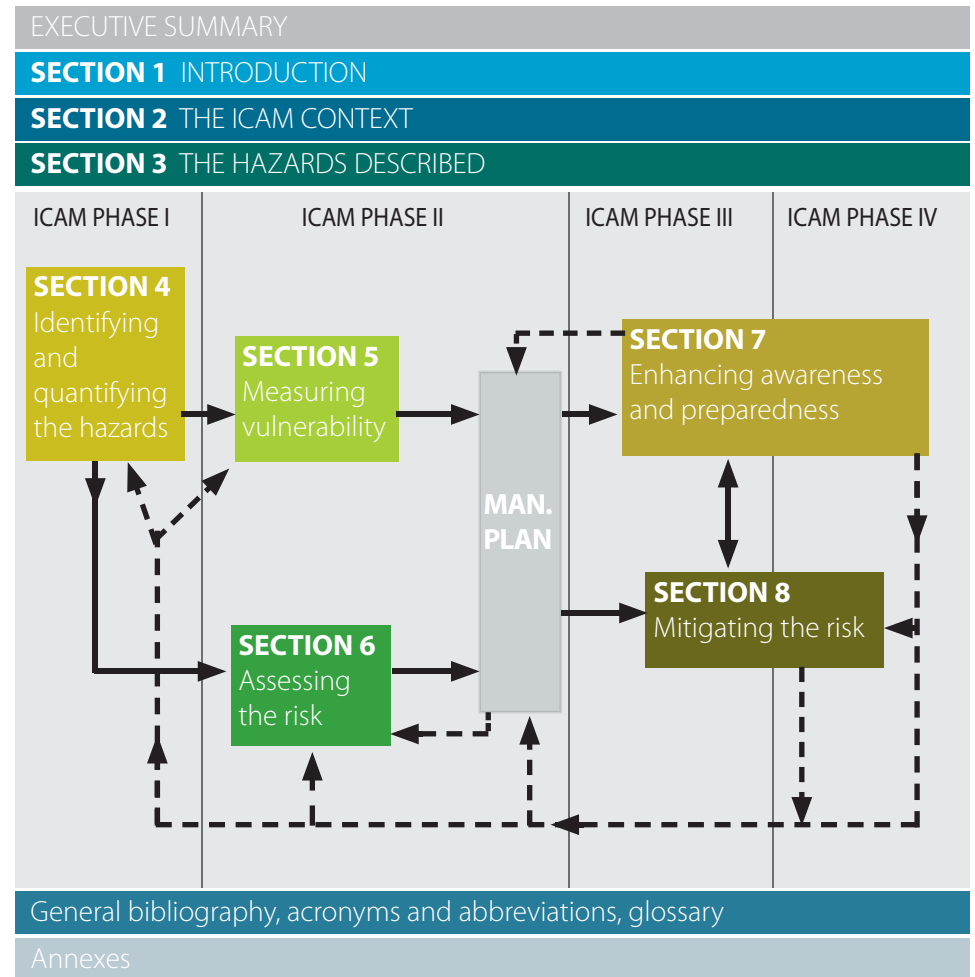 EXECUTIVE SUMMARY
SECTION 1 INTRODUCTION
SECTION 2 THE ICAM CONTEXT
SECTION 3 THE HAZARDS DESCRIBED
ICAM PHASE I
ICAM PHASE II
ICAM PHASE III
ICAM PHASE IV
SECTION 4
Identifying
and
quantifying
the hazards
SECTION 5
Measuring
vulnerability
SECTION 6
Assessing
the risk
MAN.
PLAN
SECTION 7
Enhancing awareness
and preparedness
SECTION 8
Mitigating the risk
General bibliography, acronyms and abbreviations, glossary
Annexes